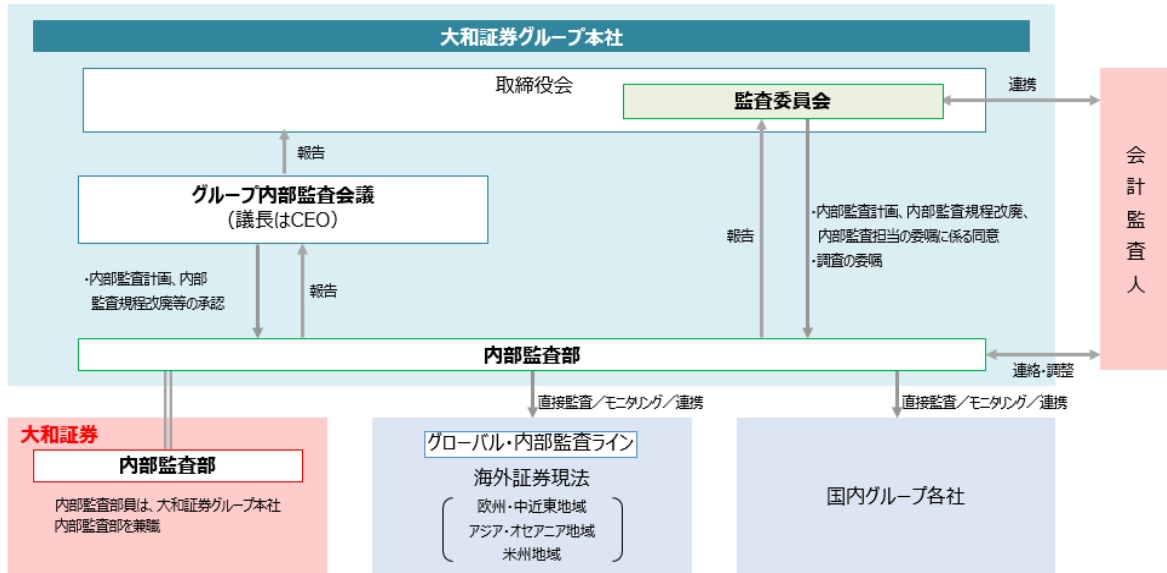 大和証券グループ本社
取締役会
監査委員会
連携
会計監査人
報告
グループ内部監査会議
（議長はCEO）
・内部監査計画、内部監査規程改廃、
内部監査担当の委嘱に係る同意
・調査の委嘱
報告
・内部監査計画、内部
監査規程改廃等の承認
報告
内部監査部
連絡・調整
直接監査／モニタリング／連携
直接監査／モニタリング／連携
大和証券
内部監査部
内部監査部員は、大和証券グループ本社
内部監査部を兼職
グローバル・内部監査ライン
海外証券現法
欧州・中近東地域
アジア・オセアニア地域
米州地域
国内グループ各社